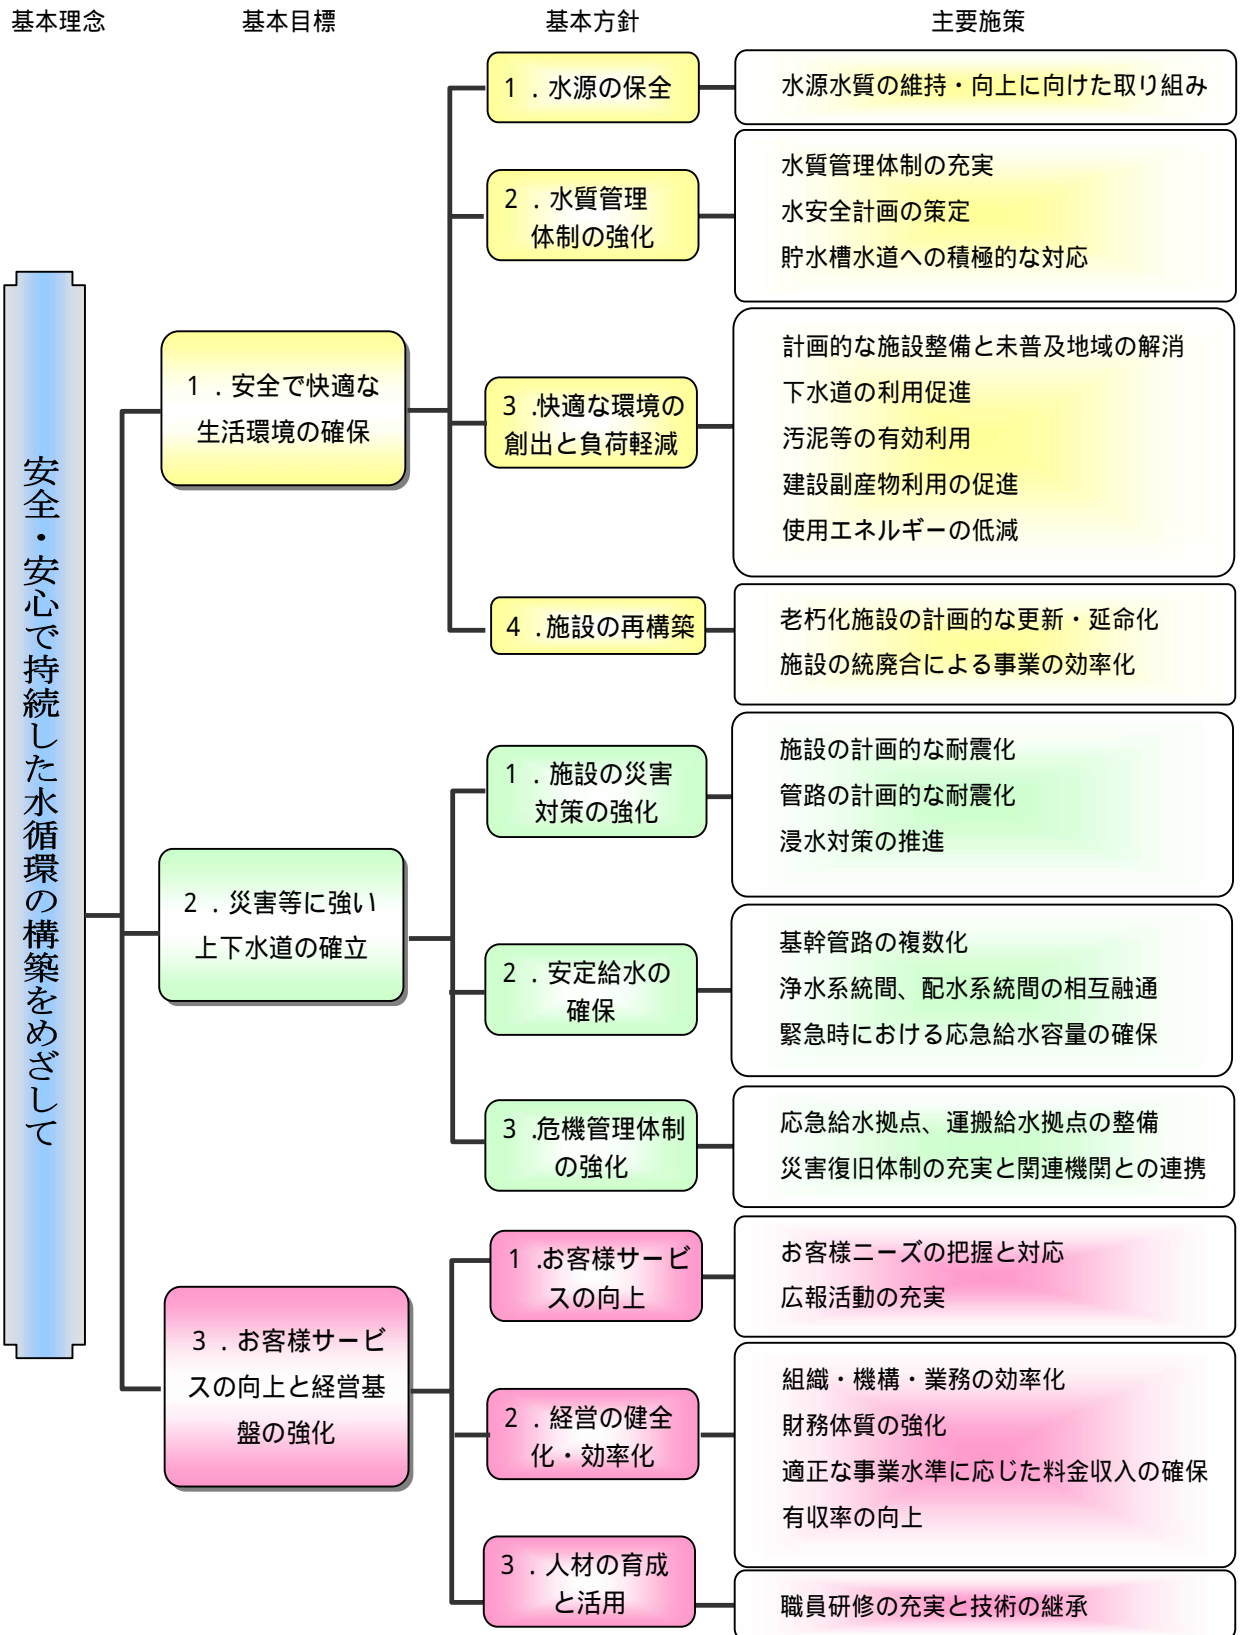 基本理念
基本目標
基本方針
主要施策
安全・安心で持続した水循環の構築をめざして
1．安全で快適な
生活環境の確保
1．水源の保全
水源水質の維持・向上に向けた取り組み
2．水質管理
体制の強化
水質管理体制の充実
水安全計画の策定
貯水槽水道への積極的な対応
3．快適な環境の
創出と負荷軽減
計画的な施設整備と未普及地域の解消
下水道の利用促進
汚泥等の有効利用
建設副産物利用の促進
使用エネルギーの低減
4．施設の再構築
老朽化施設の計画的な更新・延命化
施設の統廃合による事業の効率化
2．災害等に強い
上下水道の確立
1．施設の災害
対策の強化
施設の計画的な耐震化
管路の計画的な耐震化
浸水対策の推進
2．安定給水の
確保
基幹管路の複数化
浄水系統間、配水系統間の相互融通
緊急時における応急給水容量の確保
3．危機管理体制
の強化
応急給水拠点、運搬給水拠点の整備
災害復旧体制の充実と関連機関との連携
3．お客様サービ
スの向上と経営基
盤の強化
1．お客様サービ
スの向上
お客様ニーズの把握と対応
広報活動の充実
2．経営の健全
化・効率化
組織・機構・業務の効率化
財務体質の強化
適正な事業水準に応じた料金収入の確保
有収率の向上
3．人材の育成
と活用
職員研修の充実と技術の継承